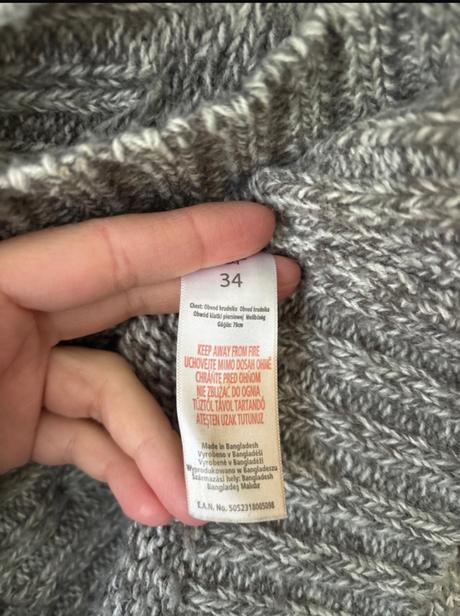 34
Chest: Obvod hrudníka Obvod hrudníku
Obwód klatki piersiowej Mellbőség
Göğüs: 79cm
KEEP AWAY FROM FIRE
UCHOVEJTE MIMO DOSAH OHNĚ
CHRÁŇTE PRED OHŇOM
NIE ZBLIŻAĆ DO OGNIA
TŰZTŐL TÁVOL TARTANDÓ
ATEŞTEN UZAK TUTUNUZ
Made in Bangladesh
Vyrobeno v Bangladéši
Vyrobené v Bangladéši
Wyprodukowano w Bangladeszu
Származási hely: Bangladesh
Bangladeş Malıdır
E.A.N. No. 5052318005098